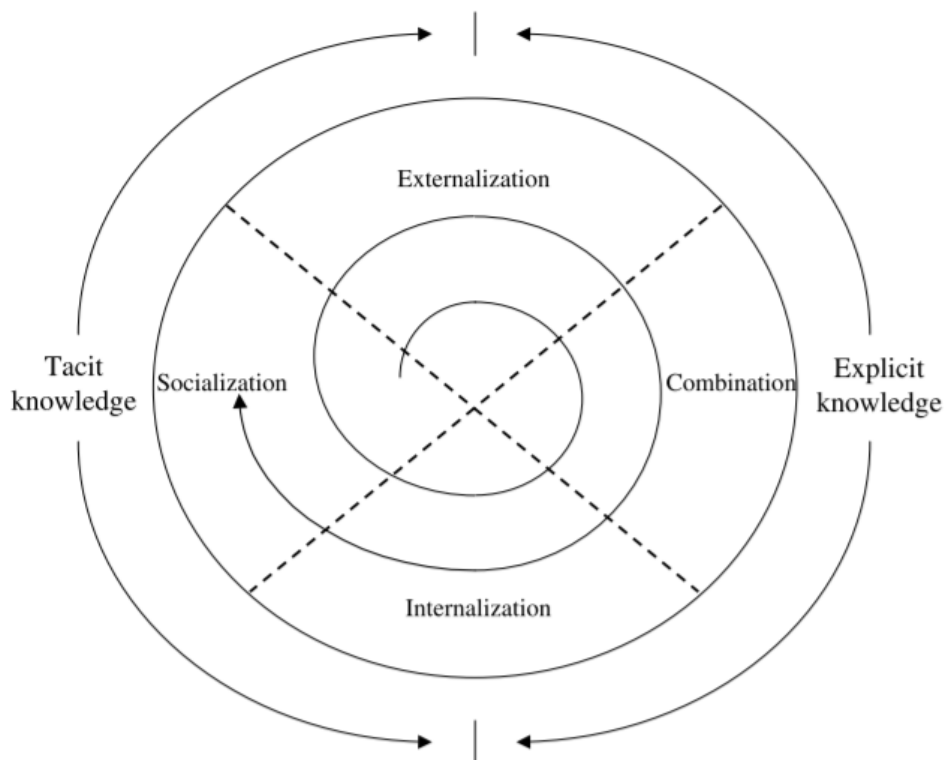 Externalization
Tacit
knowledge
Socialization
Combination
Explicit
knowledge
Internalization